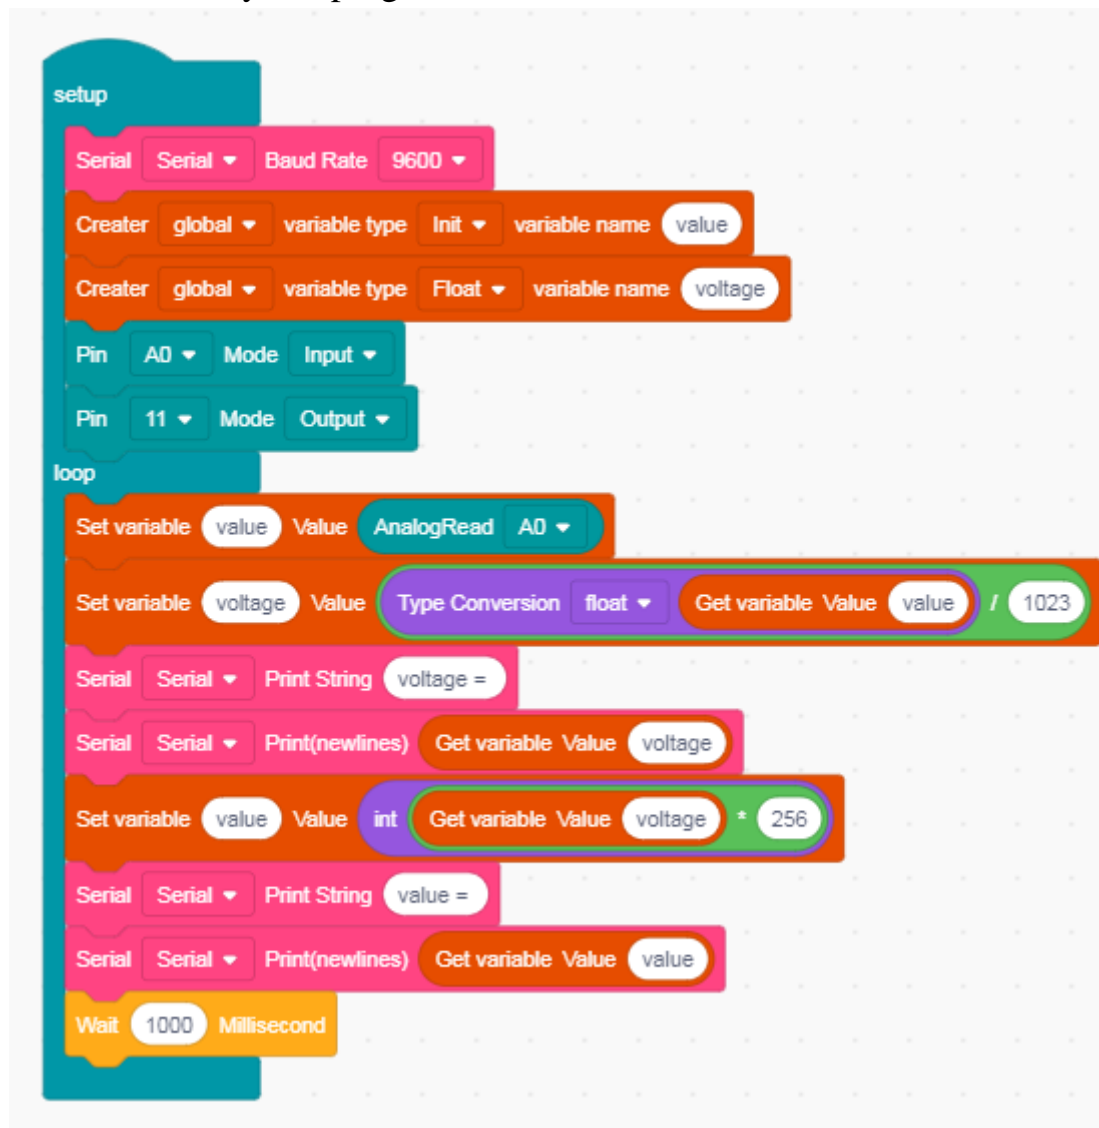 setup
Serial Serial Baud Rate 9600
Creater global variable type Init variable name value
Creater global variable type Float variable name voltage
Pin A0 Mode Input
Pin 11 Mode Output
loop
Set variable value Value AnalogRead A0
Set variable voltage Value Type Conversion float Get variable Value value / 1023
Serial Serial Print String voltage =
Serial Serial Print(newlines) Get variable Value voltage
Set variable value Value int Get variable Value voltage * 256
Serial Serial Print String value =
Serial Serial Print(newlines) Get variable Value value
Wait 1000 Millisecond